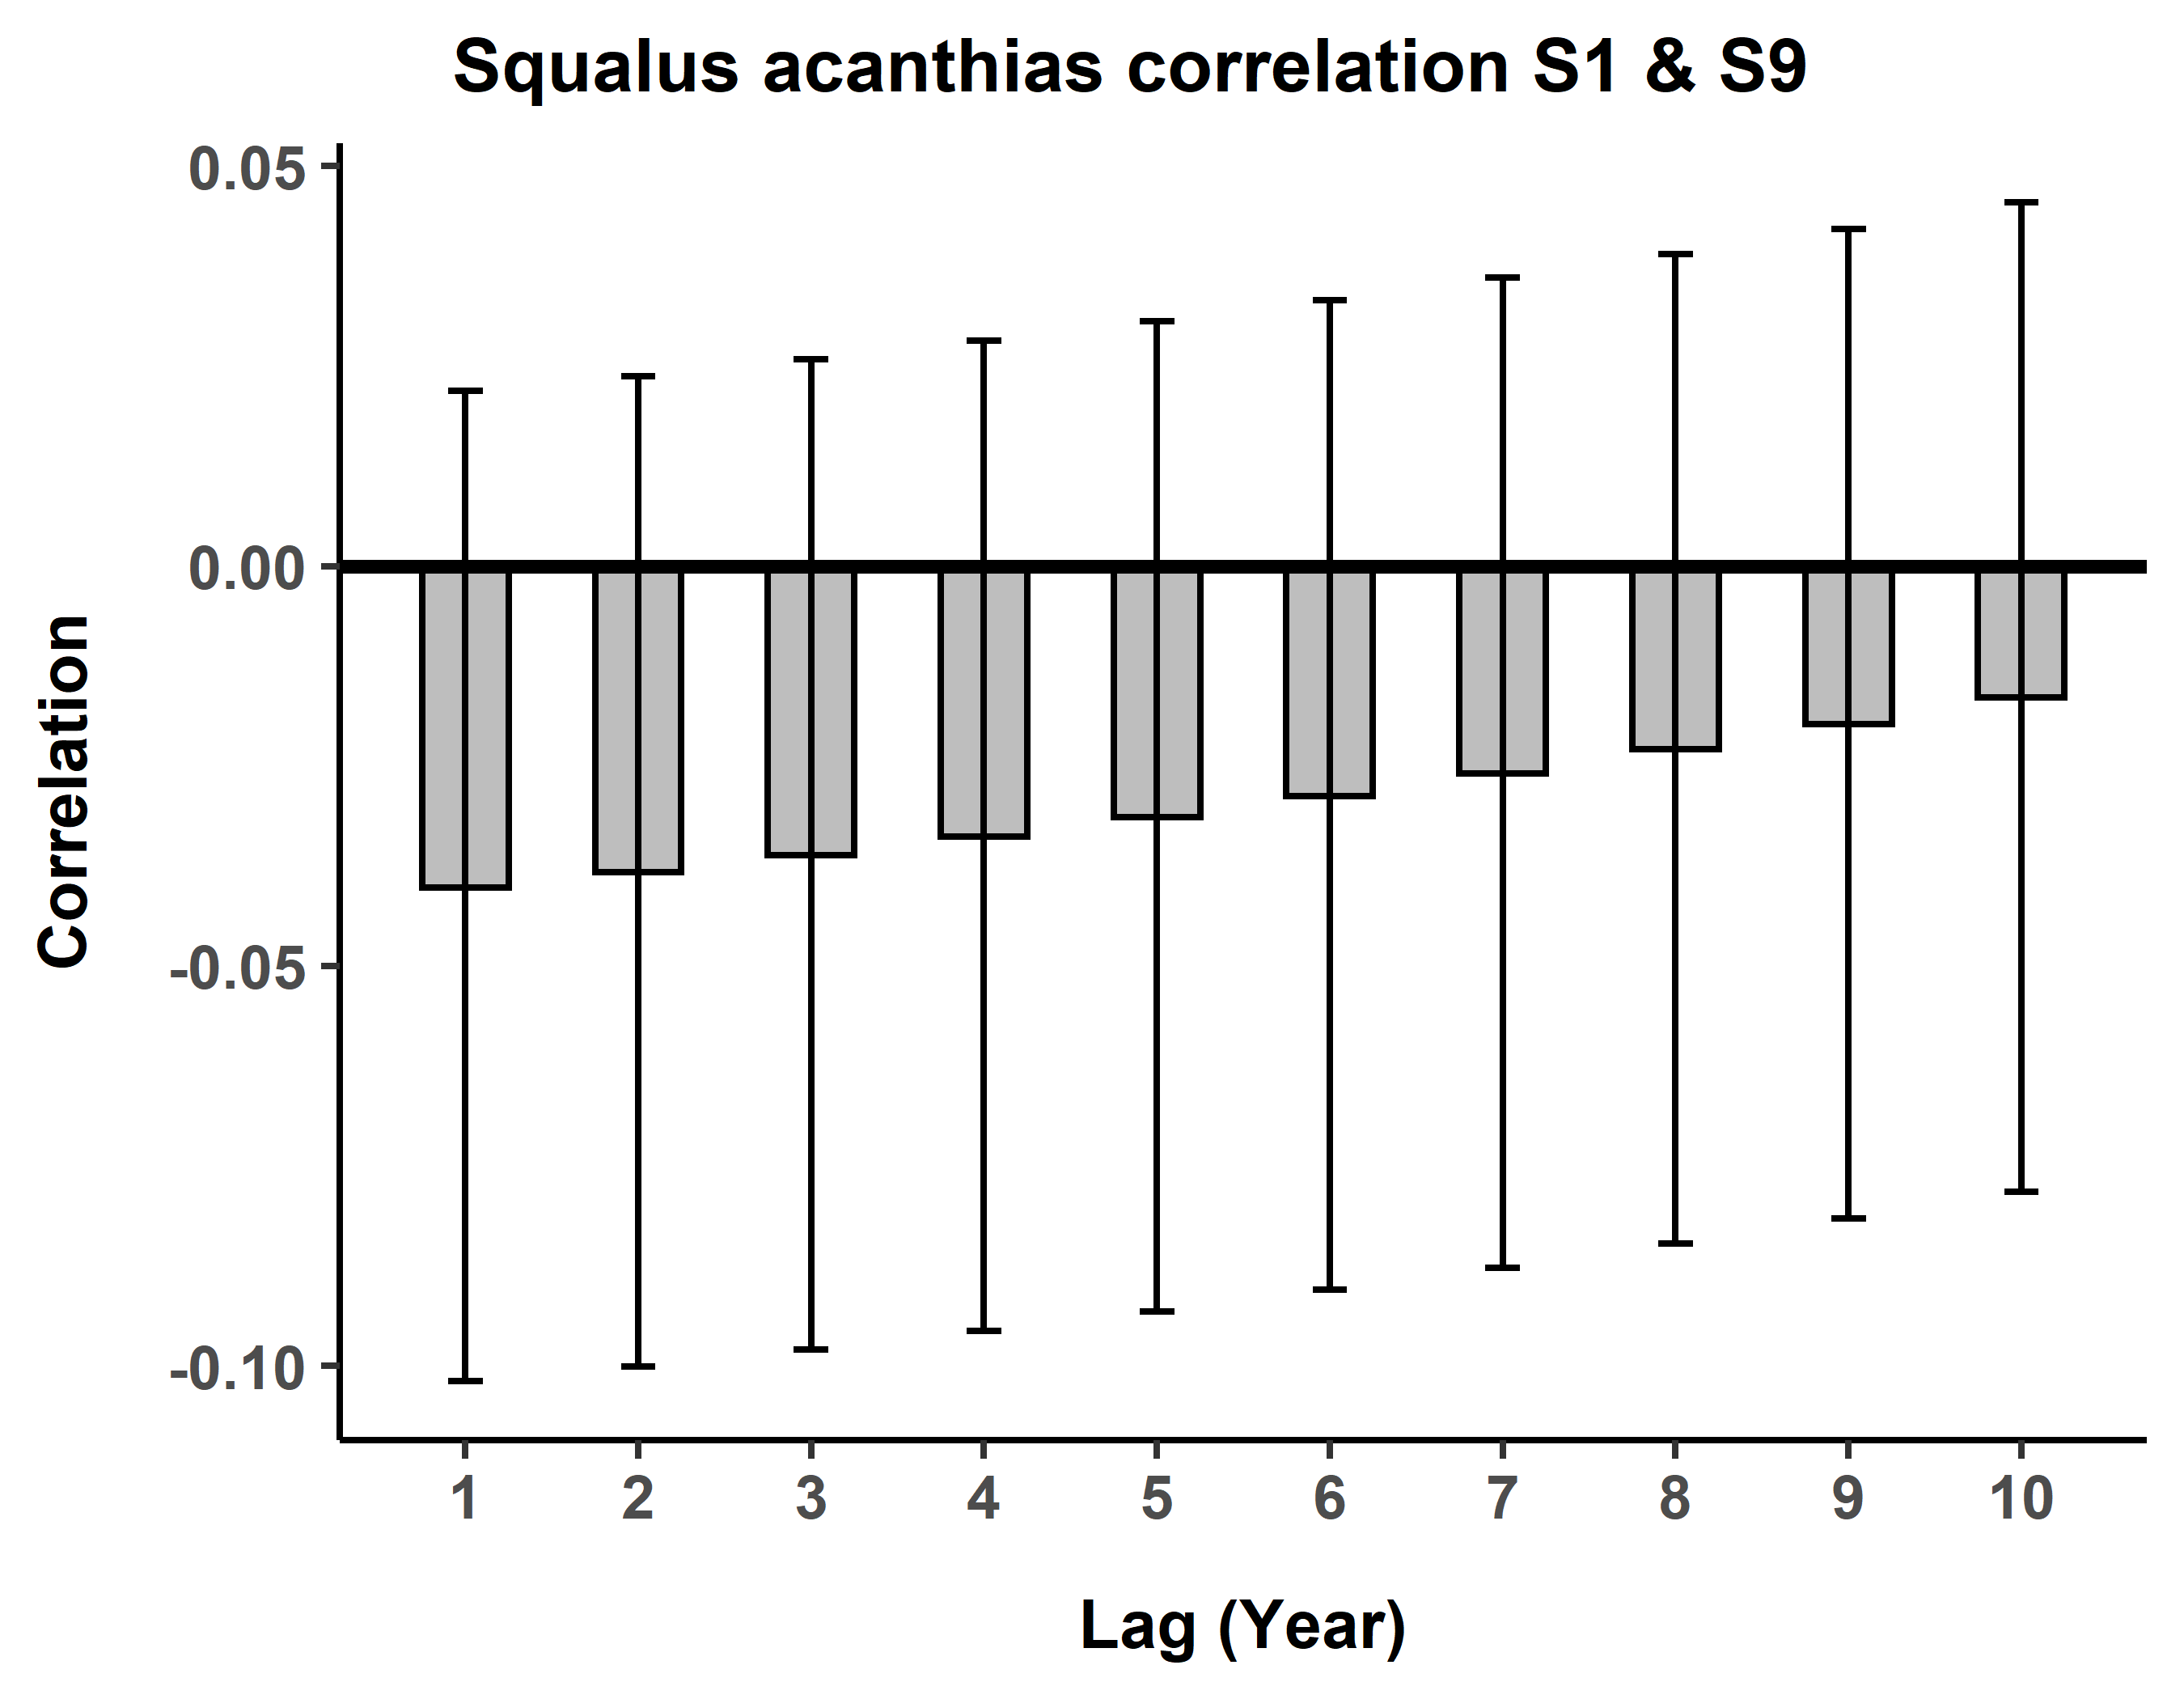 Squalus acanthias correlation S1 & S9
0.05
0.00
-0.05
-0.10
Correlation
1 2 3 4 5 6 7 8 9 10
Lag (Year)